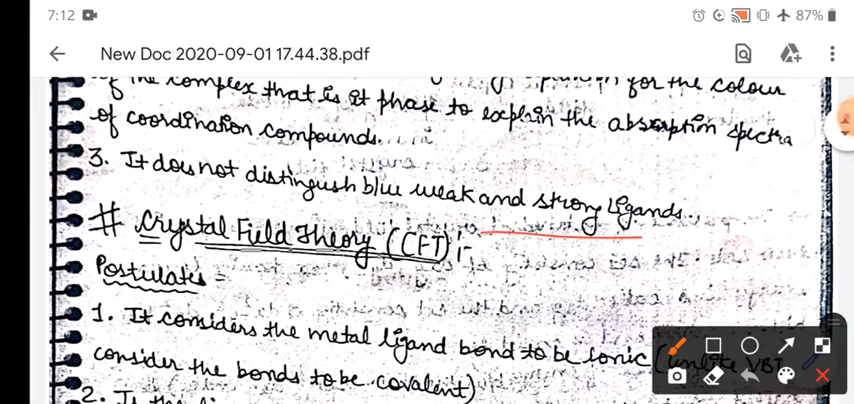 7:12
87%
New Doc 2020-09-01 17.44.38.pdf
of the complex that is it phase to explain the absorption spectra for the colour
of coordination compounds.
3. It does not distingush b/w weak and strong ligands.
# Crystal Field Theory (CFT) :-
Postulates =
1. It considers the metal ligand bond to be ionic (unlike VBT
consider the bonds to be covalent)
2.